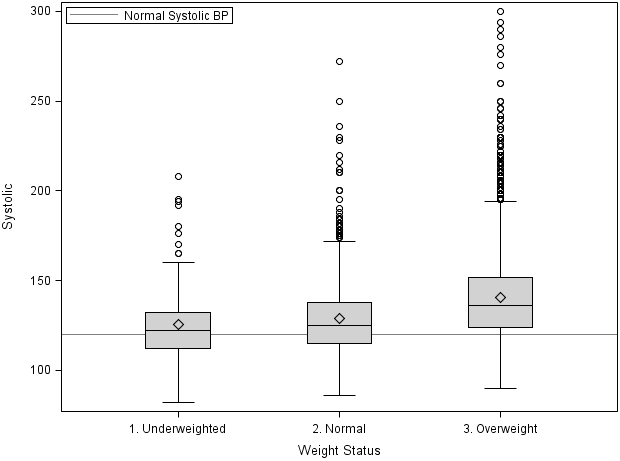 Normal Systolic BP
300
250
200
150
100
Systolic
1. Underweighted
2. Normal
3. Overweight
Weight Status